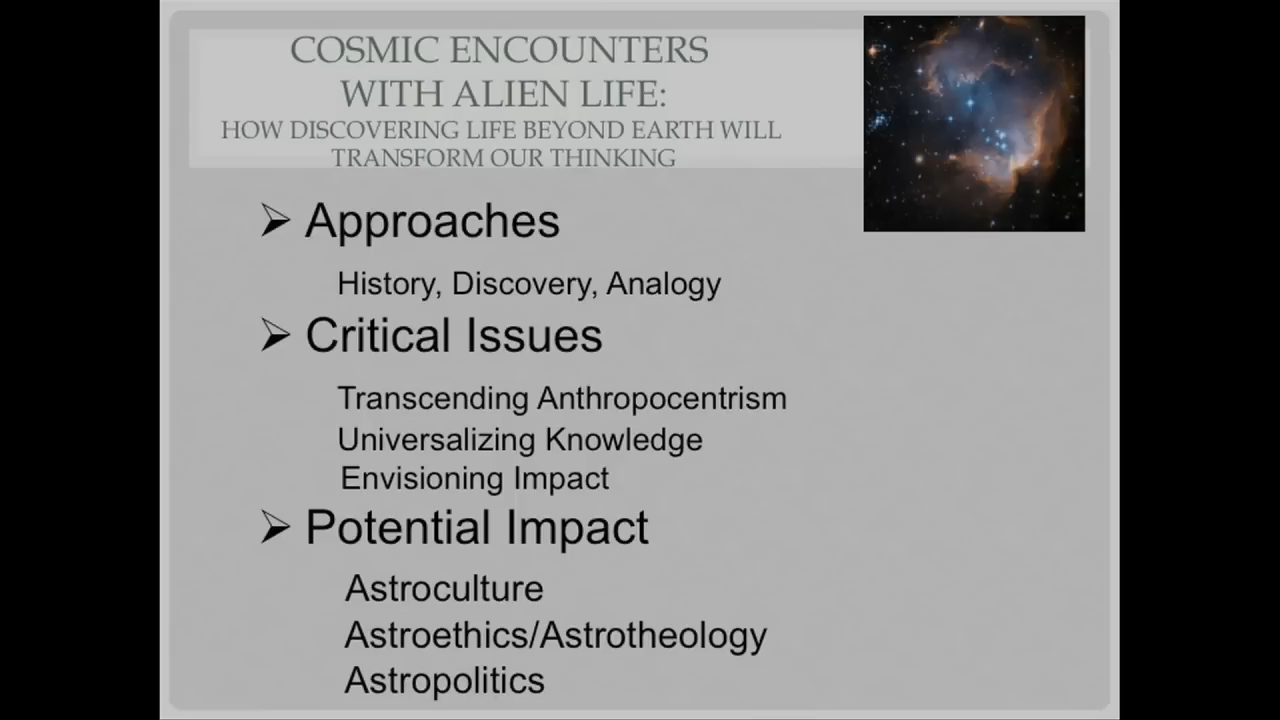 COSMIC ENCOUNTERS
WITH ALIEN LIFE:
HOW DISCOVERING LIFE BEYOND EARTH WILL
TRANSFORM OUR THINKING
➢ Approaches
History, Discovery, Analogy
➢ Critical Issues
Transcending Anthropocentrism
Universalizing Knowledge
Envisioning Impact
➢ Potential Impact
Astroculture
Astroethics/Astrotheology
Astropolitics